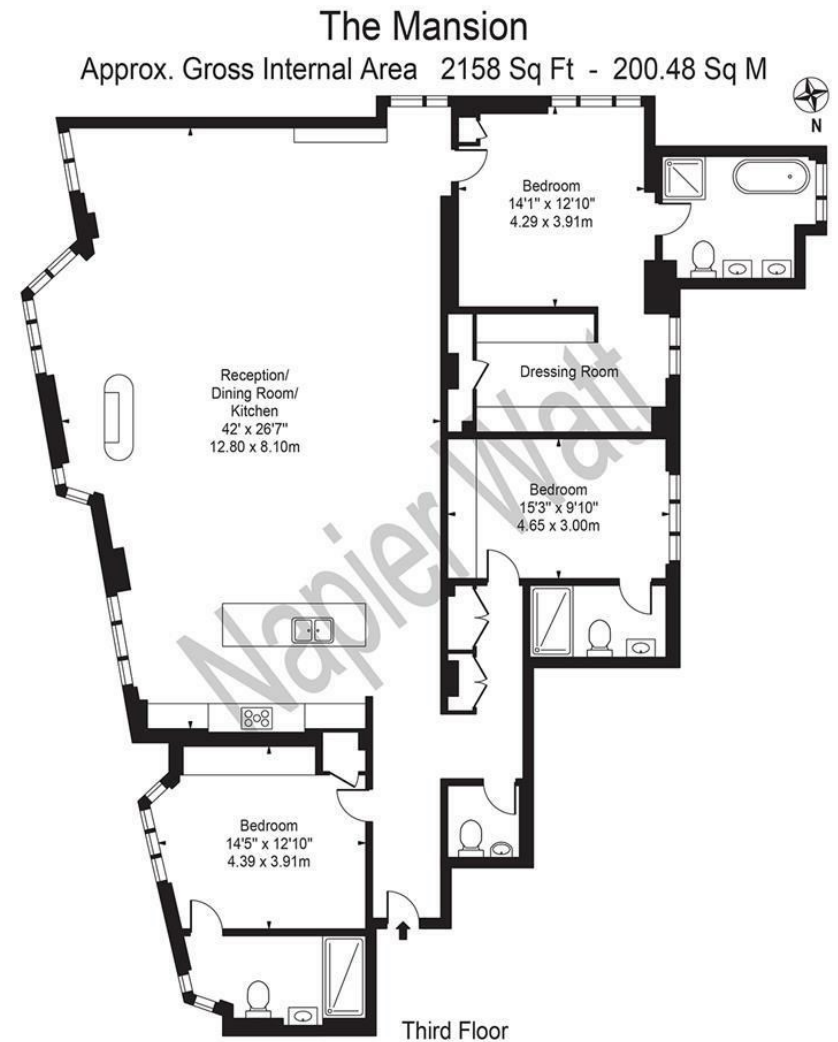 The Mansion
Approx. Gross Internal Area 2158 Sq Ft - 200.48 Sq M
N
Bedroom
14'1" x 12'10"
4.29 x 3.91m
Dressing Room
Reception/
Dining Room/
Kitchen
42' x 26'7"
12.80 x 8.10m
Bedroom
15'3" x 9'10"
4.65 x 3.00m
Napier Watt
Bedroom
14'5" x 12'10"
4.39 x 3.91m
Third Floor